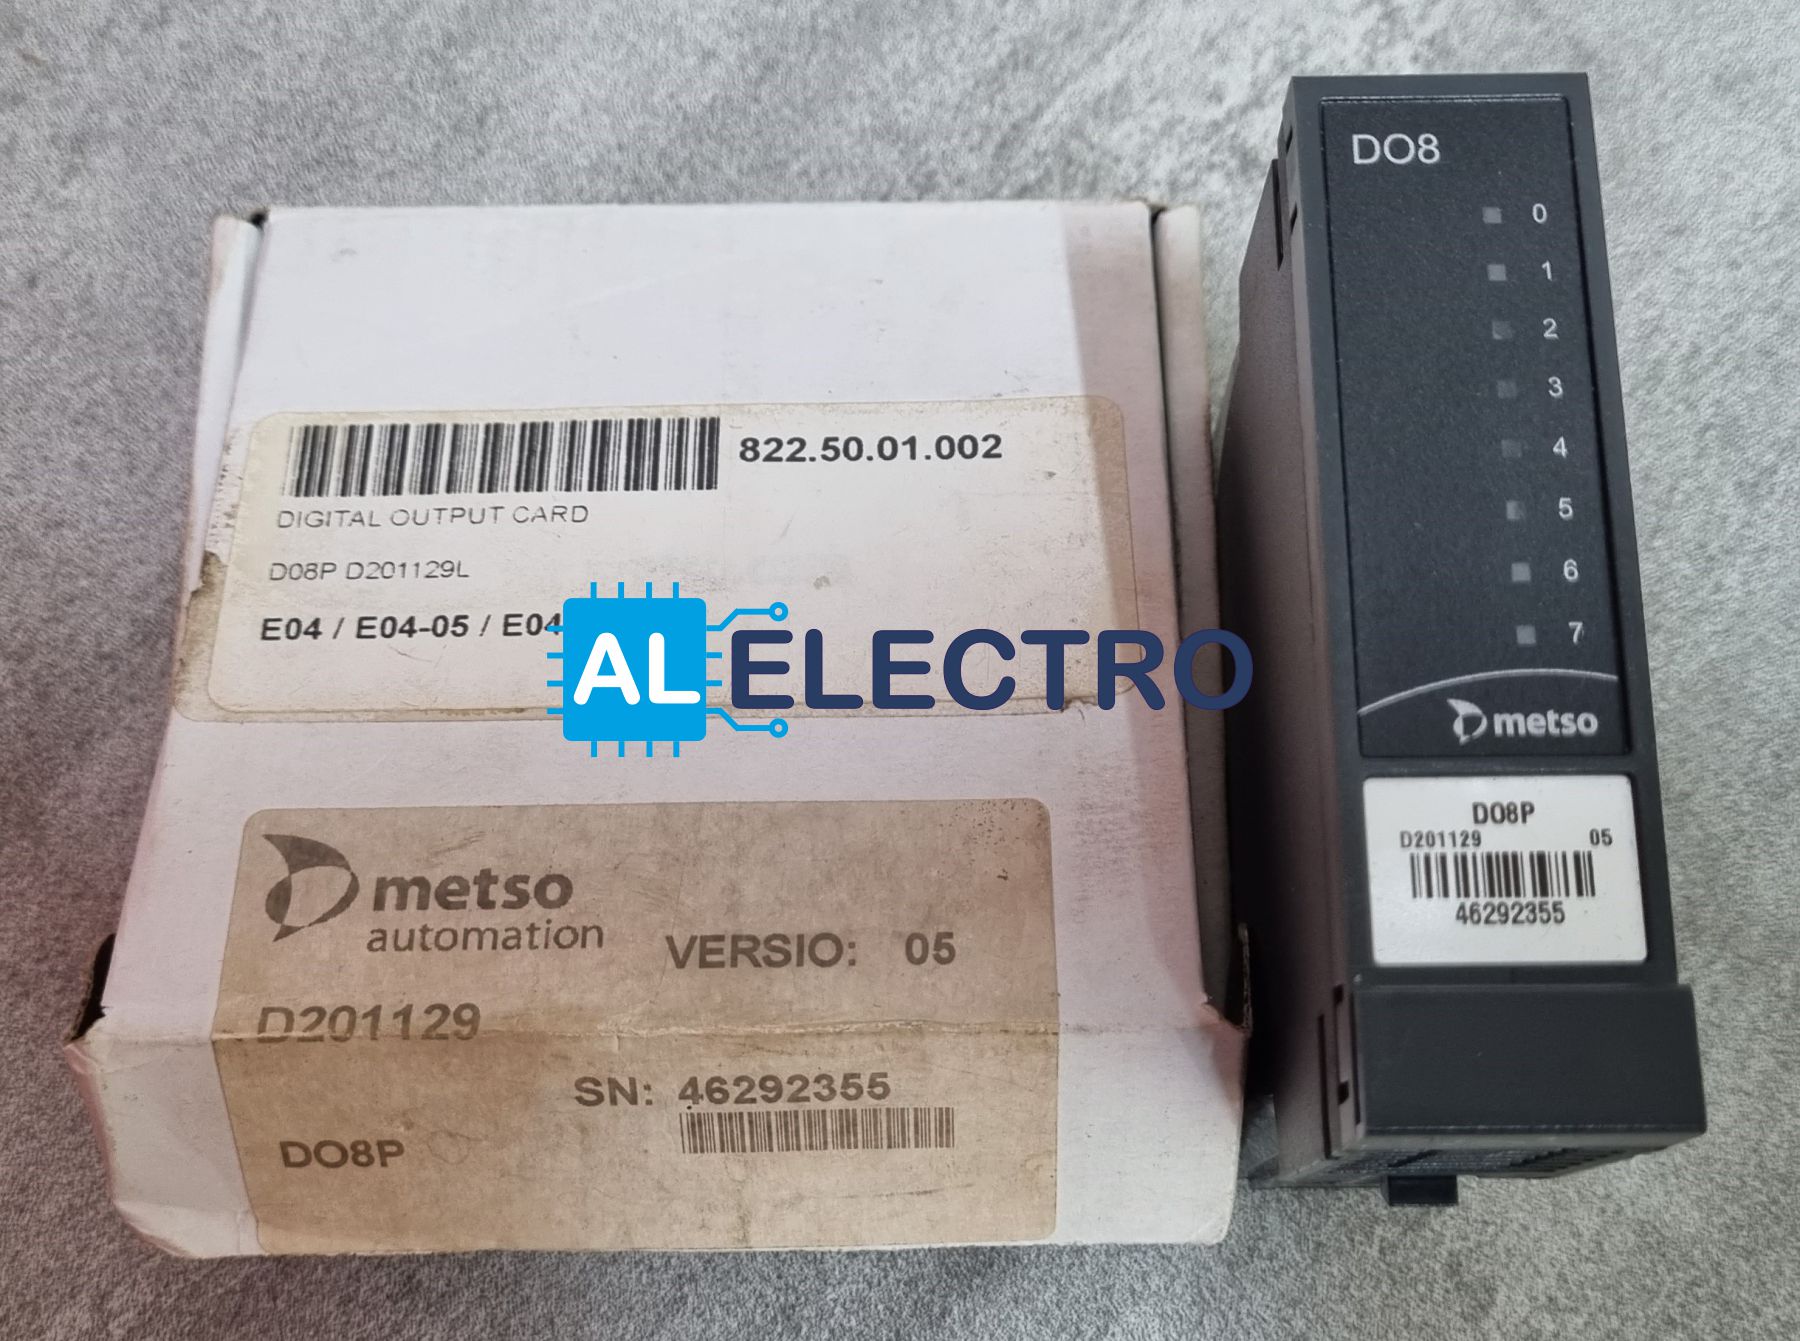 822.50.01.002
DIGITAL OUTPUT CARD
D08P D201129L
E04 / E04-05 / E04
AL ELECTRO
metso
automation
VERSIO: 05
D201129
SN: 46292355
DO8P
DO8
0
1
2
3
4
5
6
7
metso
DO8P
D201129 05
46292355